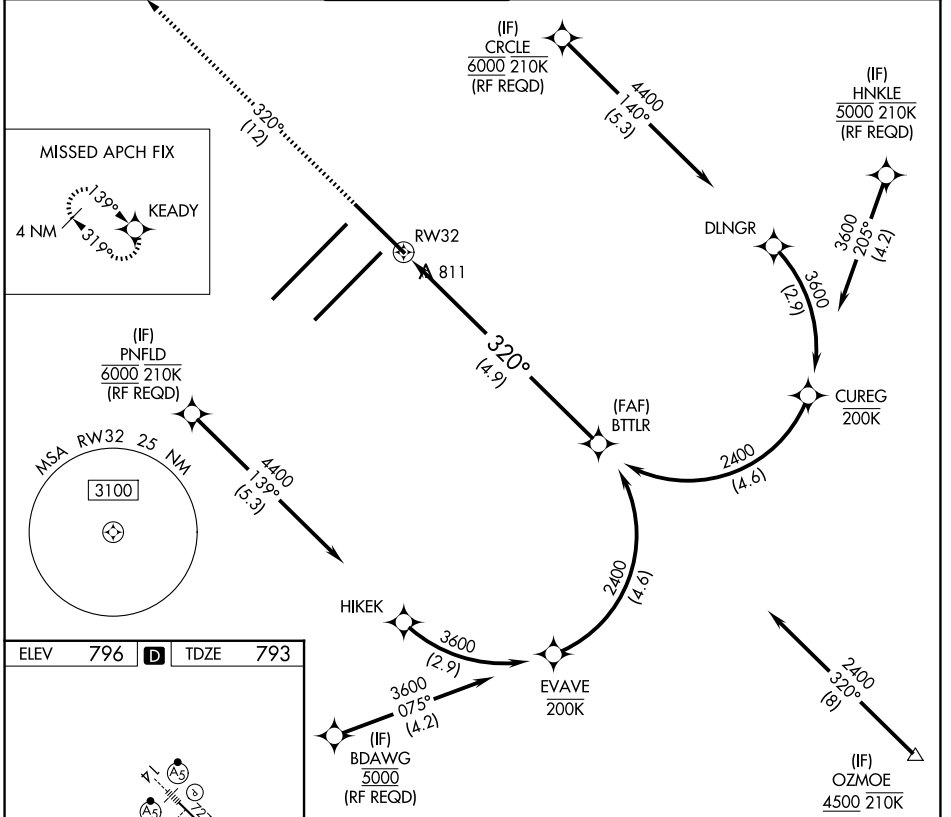 (IF)
CRCLE
6000 210K
(RF REQD)
4400
140°
(5.3)
(IF)
HNKLE
5000 210K
(RF REQD)
320°
(12)
MISSED APCH FIX
139°
KEADY
4 NM
319°
RW32
811
DLNGR
3600
205°
(4.2)
3600
(2.9)
(IF)
PNFLD
6000 210K
(RF REQD)
320°
(4.9)
(FAF)
BTTLR
CUREG
200K
2400
(4.6)
MSA RW32 25 NM
3100
4400
139°
(5.3)
2400
(4.6)
HIKEK
3600
(2.9)
EVAVE
200K
ELEV 796 D TDZE 793
3600
075°
(4.2)
(IF)
BDAWG
5000
(RF REQD)
2400
320°
(8)
(IF)
OZMOE
4500 210K
14
A5
P
A5